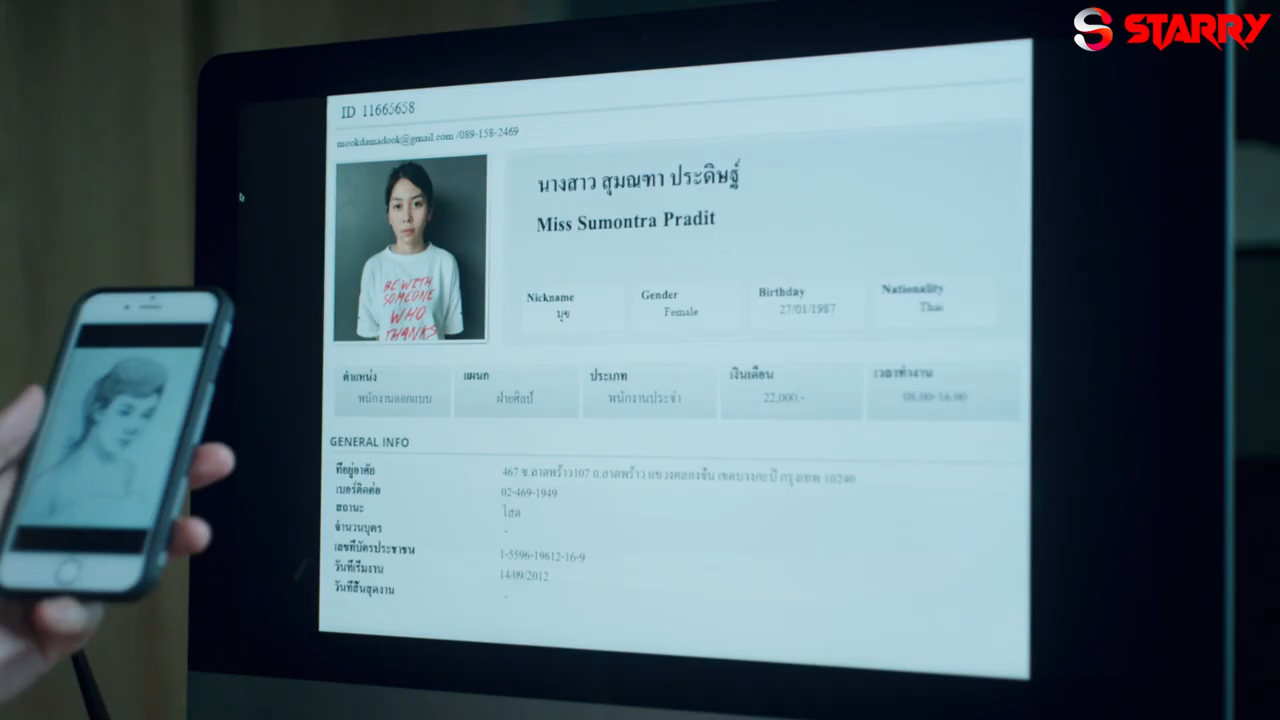 STARRY
ID 11665658
mookdamadook@gmail.com /089-158-2469
นางสาว สุมณฑา ประดิษฐ์
Miss Sumontra Pradit
BE WITH
SOMEONE
WHO
THANKS
Nickname Gender Birthday Nationality
มุข Female 27/01/1987 Thai
ตำแหน่ง แผนก ประเภท เงินเดือน เวลาทำงาน
พนักงานออกแบบ ฝ่ายศิลป์ พนักงานประจำ 22,000,- 08.00-16.00
GENERAL INFO
ที่อยู่อาศัย 467 ซ.ลาดพร้าว107 ถ.ลาดพร้าว แขวงคลองจั่น เขตบางกะปิ กรุงเทพ 10240
เบอร์ติดต่อ 02-469-1949
สถานะ โสด
จำนวนบุตร -
เลขที่บัตรประชาชน 1-5596-19612-16-9
วันที่เริ่มงาน 14/09/2012
วันที่สิ้นสุดงาน -